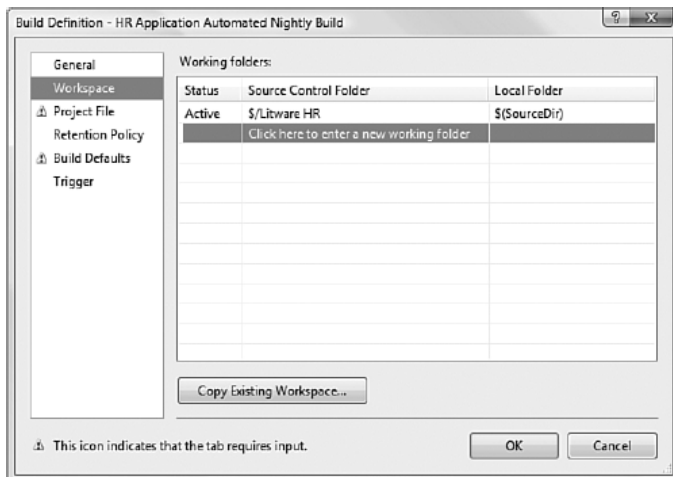 Build Definition - HR Application Automated Nightly Build
General
Workspace
Project File
Retention Policy
Build Defaults
Trigger
Working folders:
Status Source Control Folder Local Folder
Active $/Litware HR $(SourceDir)
Click here to enter a new working folder
Copy Existing Workspace...
This icon indicates that the tab requires input.
OK Cancel